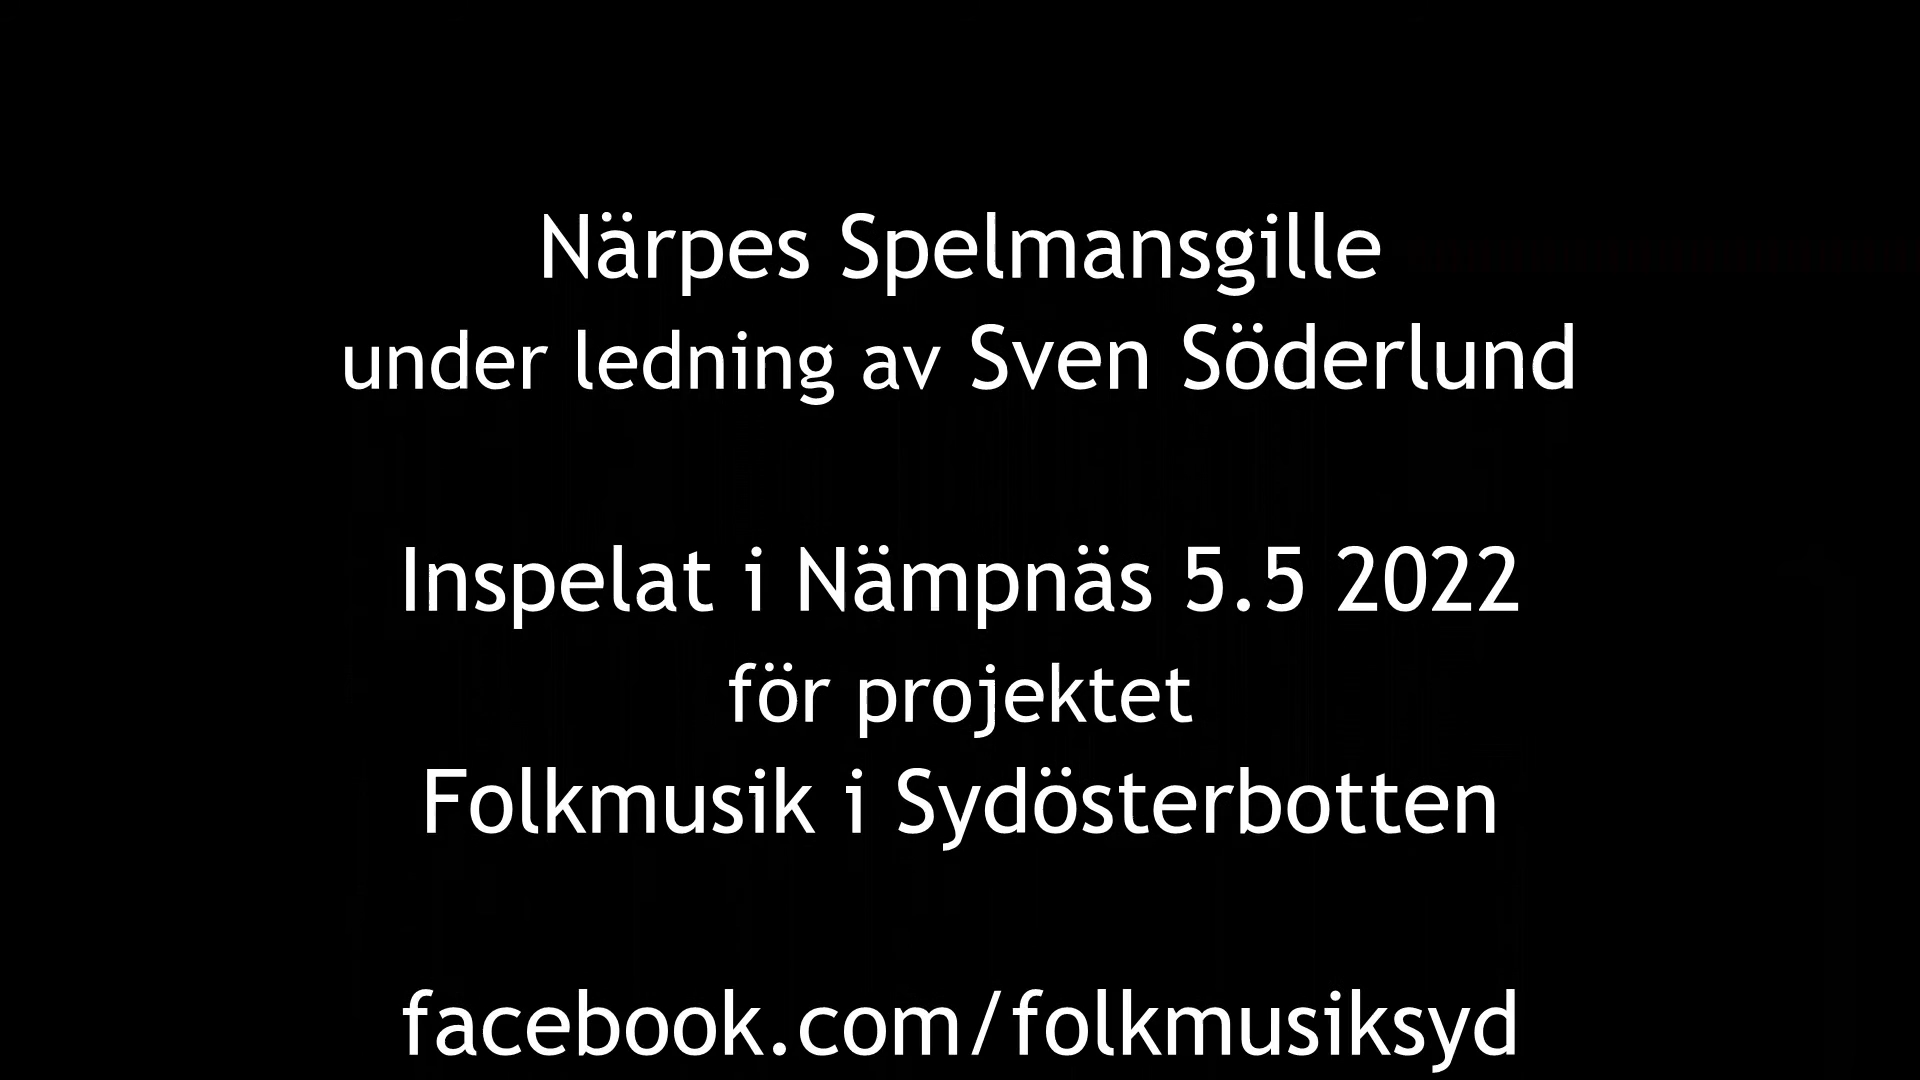 Närpes Spelmansgille
under ledning av Sven Söderlund
Inspelat i Nämpnäs 5.5 2022
för projektet
Folkmusik i Sydösterbotten
facebook.com/folkmusiksyd